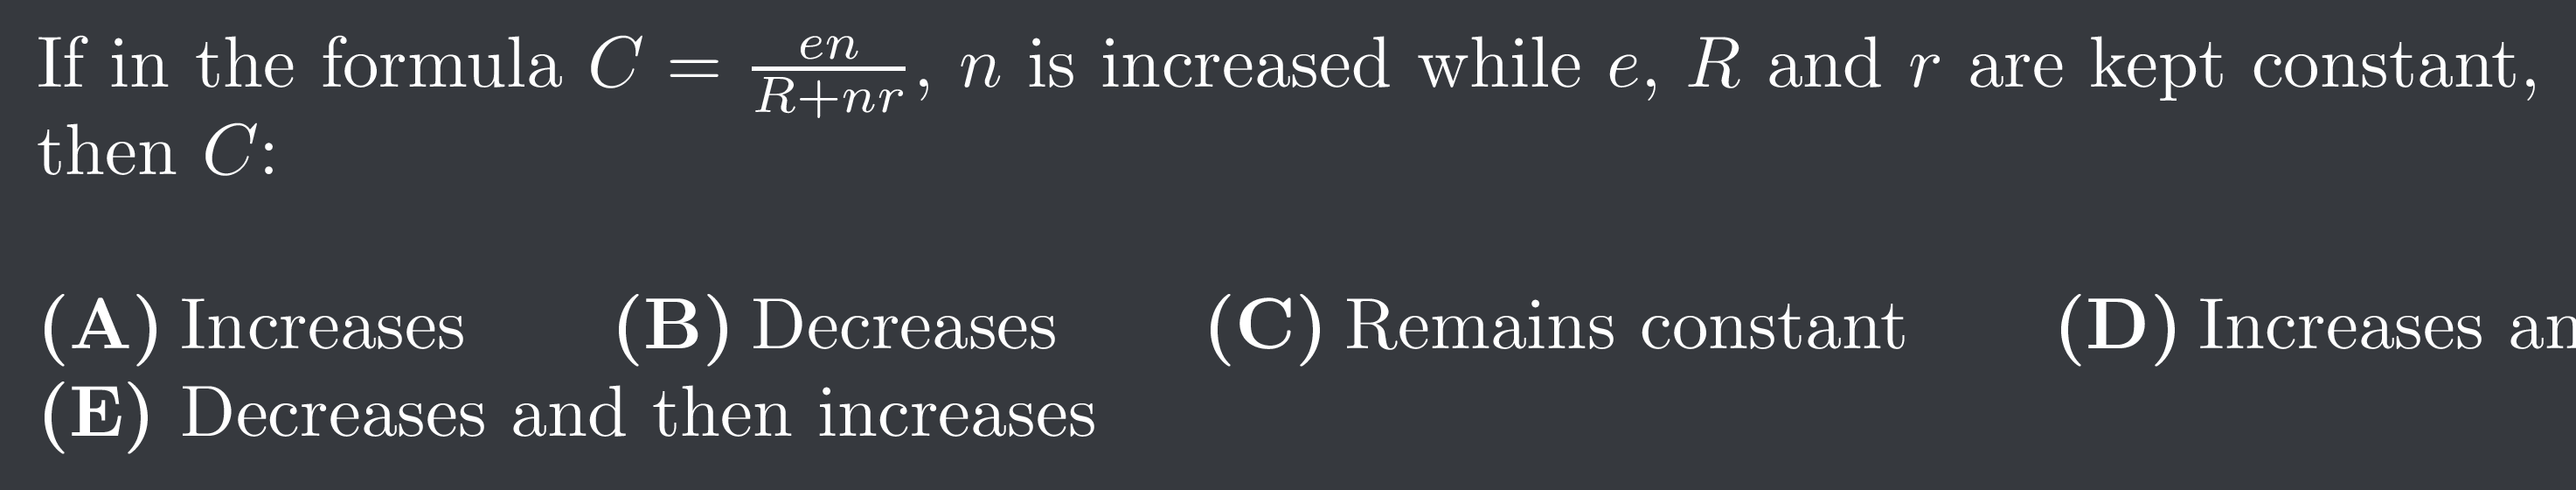 If in the formula C = en/(R+nr), n is increased while e, R and r are kept constant,
then C:
(A) Increases (B) Decreases (C) Remains constant (D) Increases
(E) Decreases and then increases